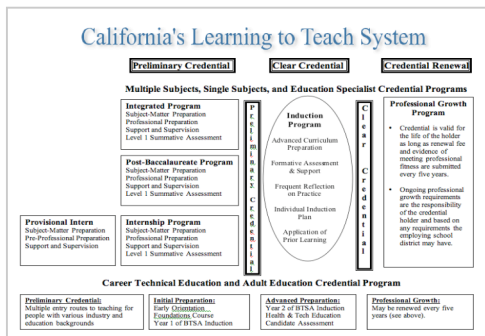 California's Learning to Teach System
Preliminary Credential
Clear Credential
Credential Renewal
Multiple Subjects, Single Subjects, and Education Specialist Credential Programs
Integrated Program
Subject-Matter Preparation
Professional Preparation
Support and Supervision
Level 1 Summative Assessment
Post-Baccalaureate Program
Subject-Matter Preparation
Professional Preparation
Support and Supervision
Level 1 Summative Assessment
Provisional Intern
Subject-Matter Preparation
Pre-Professional Preparation
Support and Supervision
Internship Program
Subject-Matter Preparation
Professional Preparation
Support and Supervision
Level 1 Summative Assessment
Preliminary Credential
Induction
Program
Advanced Curriculum
Preparation
Formative Assessment
& Support
Frequent Reflection
on Practice
Individual Induction
Plan
Application of
Prior Learning
Clear Credential
Professional Growth
Program
• Credential is valid for
the life of the holder
as long as renewal fee
and evidence of
meeting professional
fitness are submitted
every five years.
• Ongoing professional
growth requirements
are the responsibility
of the credential
holder and based on
any requirements the
employing school
district may have.
Career Technical Education and Adult Education Credential Program
Preliminary Credential:
Multiple entry routes to teaching for
people with various industry and
education backgrounds
Initial Preparation:
Early Orientation
Foundations Course
Year 1 of BTSA Induction
Advanced Preparation:
Year 2 of BTSA Induction
Health & Tech Education
Candidate Assessment
Professional Growth:
May be renewed every five
years (see above).